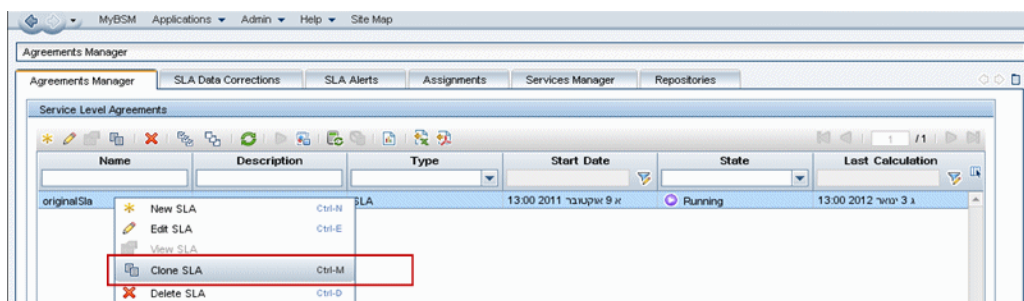 MyBSM Applications Admin Help Site Map
Agreements Manager
Agreements Manager SLA Data Corrections SLA Alerts Assignments Services Manager Repositories
Service Level Agreements
1 /1
Name Description Type Start Date State Last Calculation
originalSla SLA א 9 אוקטובר 2011 13:00 Running ג 3 ינואר 2012 13:00
New SLA Ctrl-N
Edit SLA Ctrl-E
View SLA
Clone SLA Ctrl-M
Delete SLA Ctrl-D